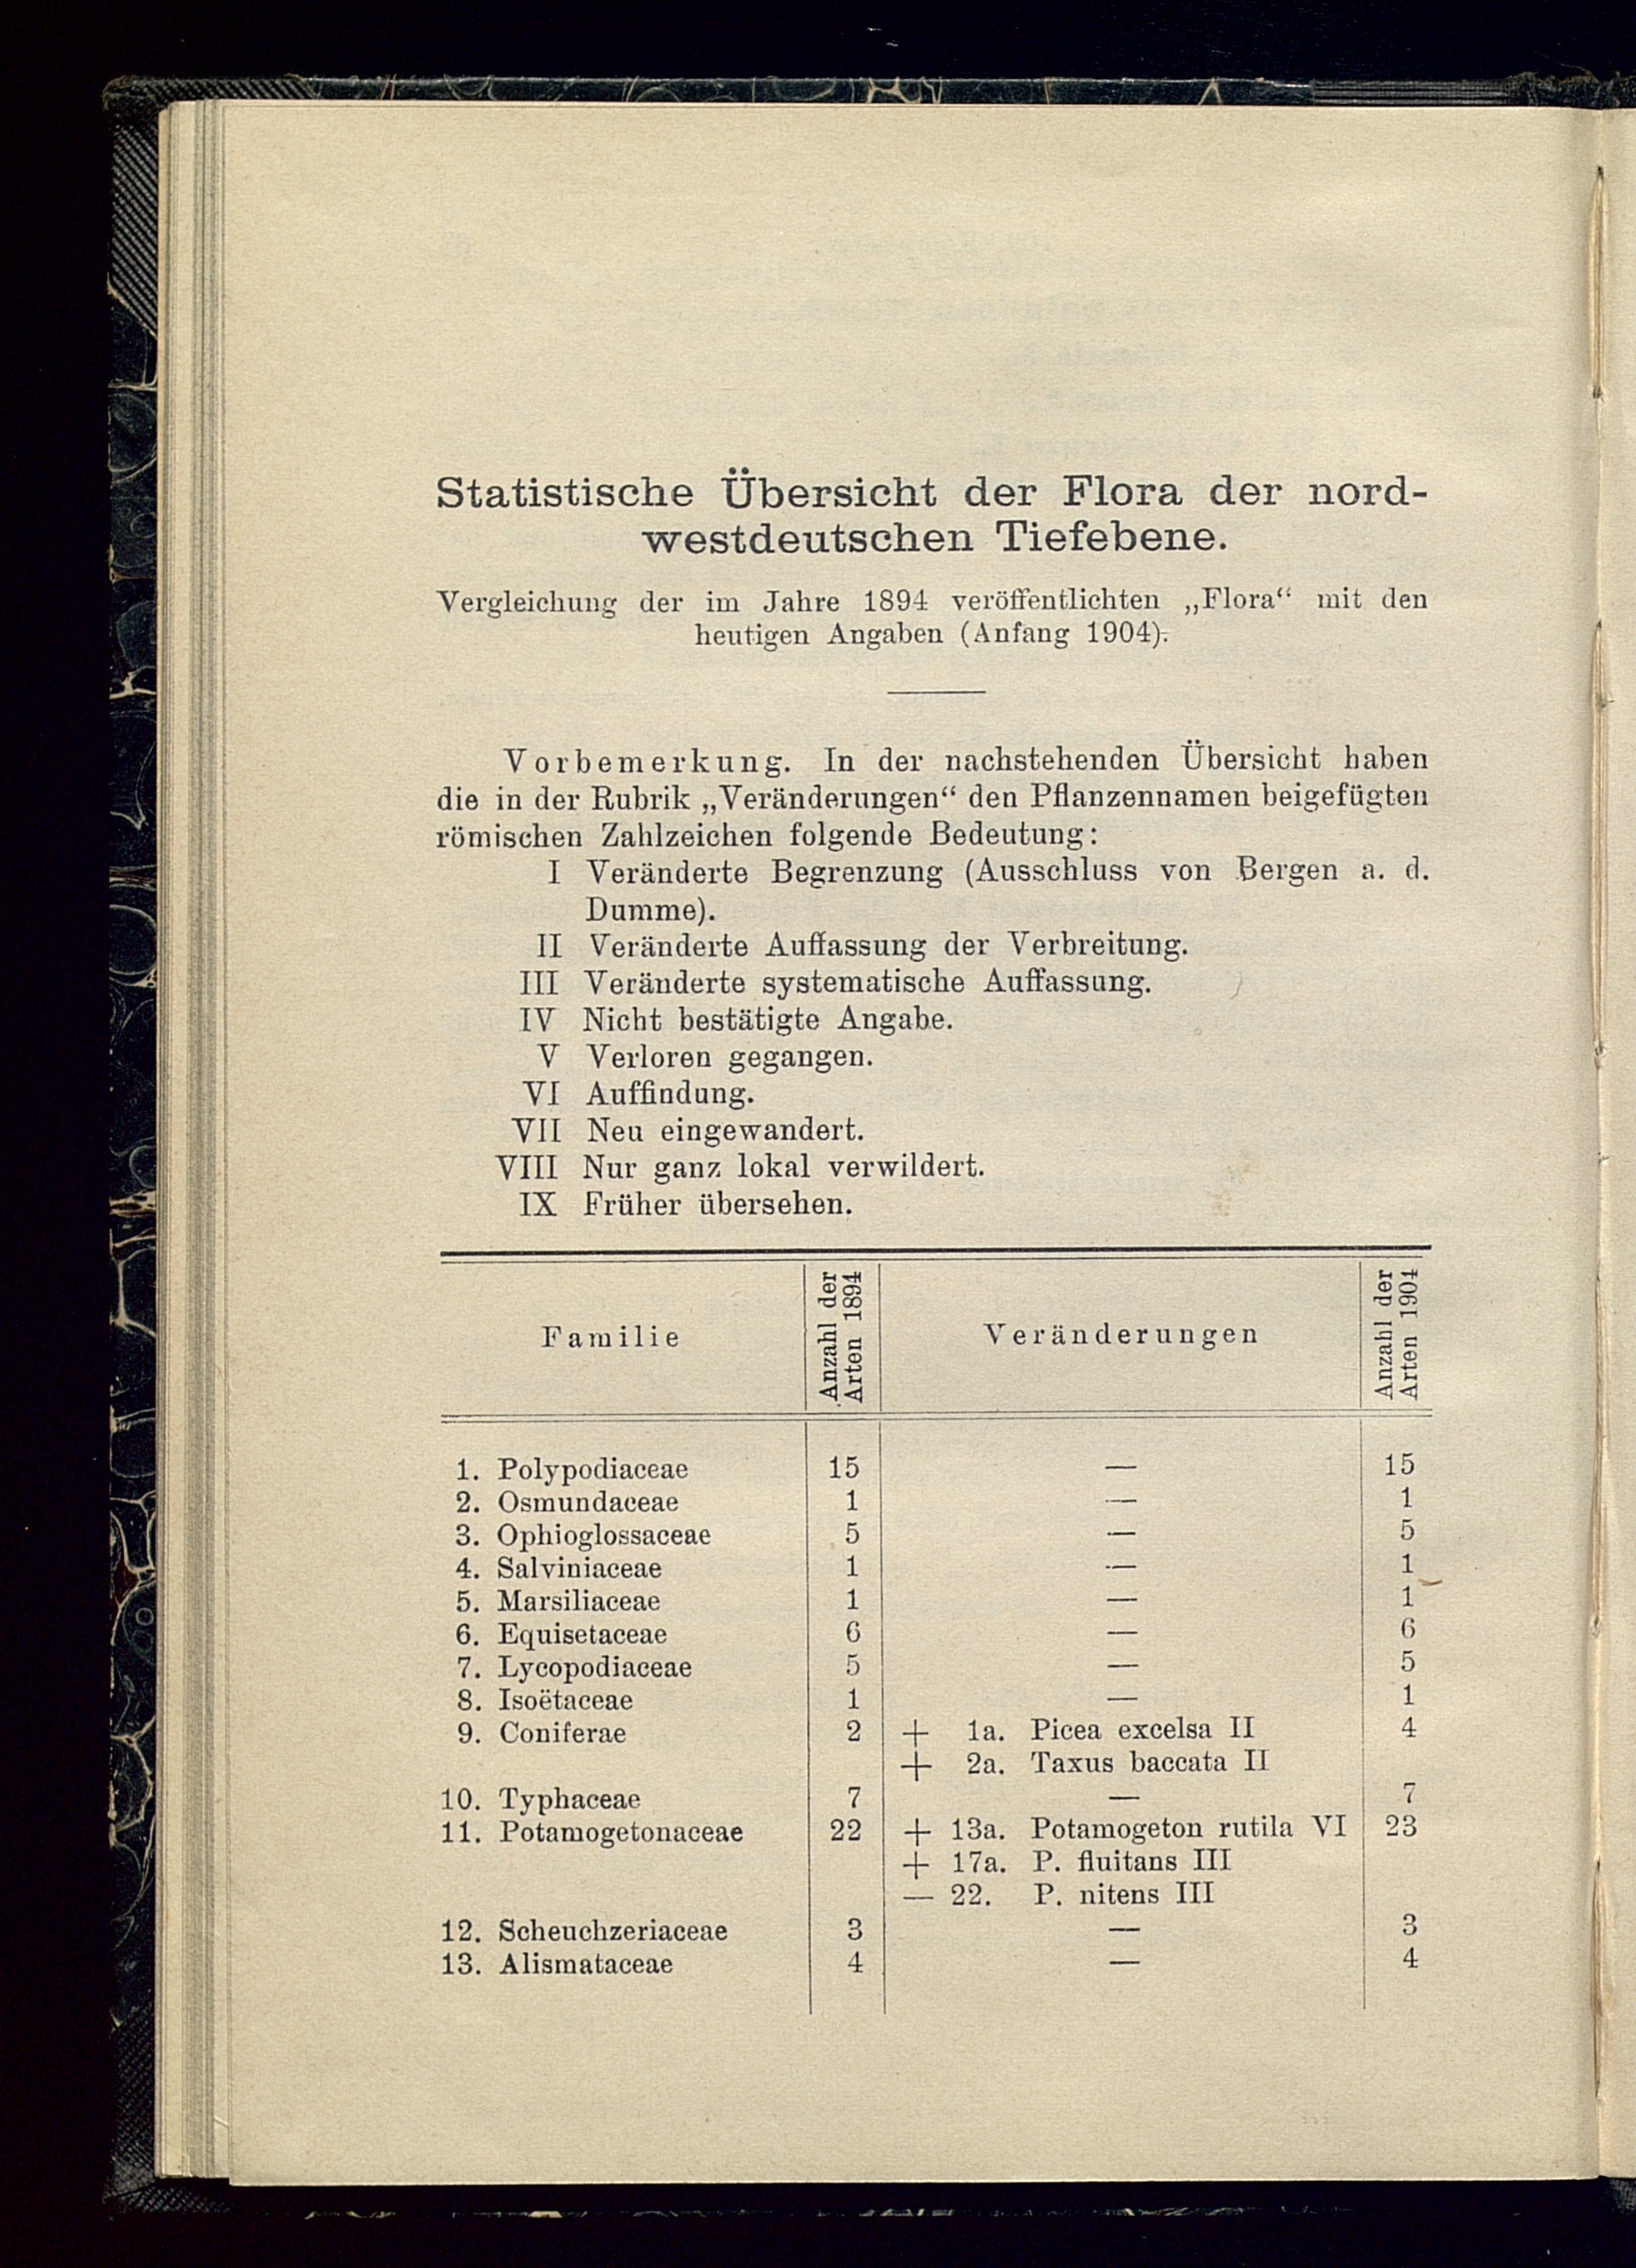 Statistische Übersicht der Flora der nord-
westdeutschen Tiefebene.
Vergleichung der im Jahre 1894 veröffentlichten „Flora“ mit den
heutigen Angaben (Anfang 1904).
Vorbemerkung. In der nachstehenden Übersicht haben
die in der Rubrik „Veränderungen“ den Pflanzennamen beigefügten
römischen Zahlzeichen folgende Bedeutung:
I Veränderte Begrenzung (Ausschluss von Bergen a. d.
Dumme).
II Veränderte Auffassung der Verbreitung.
III Veränderte systematische Auffassung.
IV Nicht bestätigte Angabe.
V Verloren gegangen.
VI Auffindung.
VII Neu eingewandert.
VIII Nur ganz lokal verwildert.
IX Früher übersehen.
Familie Anzahl der Arten 1894 Veränderungen Anzahl der Arten 1904
1. Polypodiaceae 15 — 15
2. Osmundaceae 1 — 1
3. Ophioglossaceae 5 — 5
4. Salviniaceae 1 — 1
5. Marsiliaceae 1 — 1
6. Equisetaceae 6 — 6
7. Lycopodiaceae 5 — 5
8. Isoëtaceae 1 — 1
9. Coniferae 2 + 1a. Picea excelsa II 4
+ 2a. Taxus baccata II
10. Typhaceae 7 — 7
11. Potamogetonaceae 22 + 13a. Potamogeton rutila VI 23
+ 17a. P. fluitans III
— 22. P. nitens III
12. Scheuchzeriaceae 3 — 3
13. Alismataceae 4 — 4